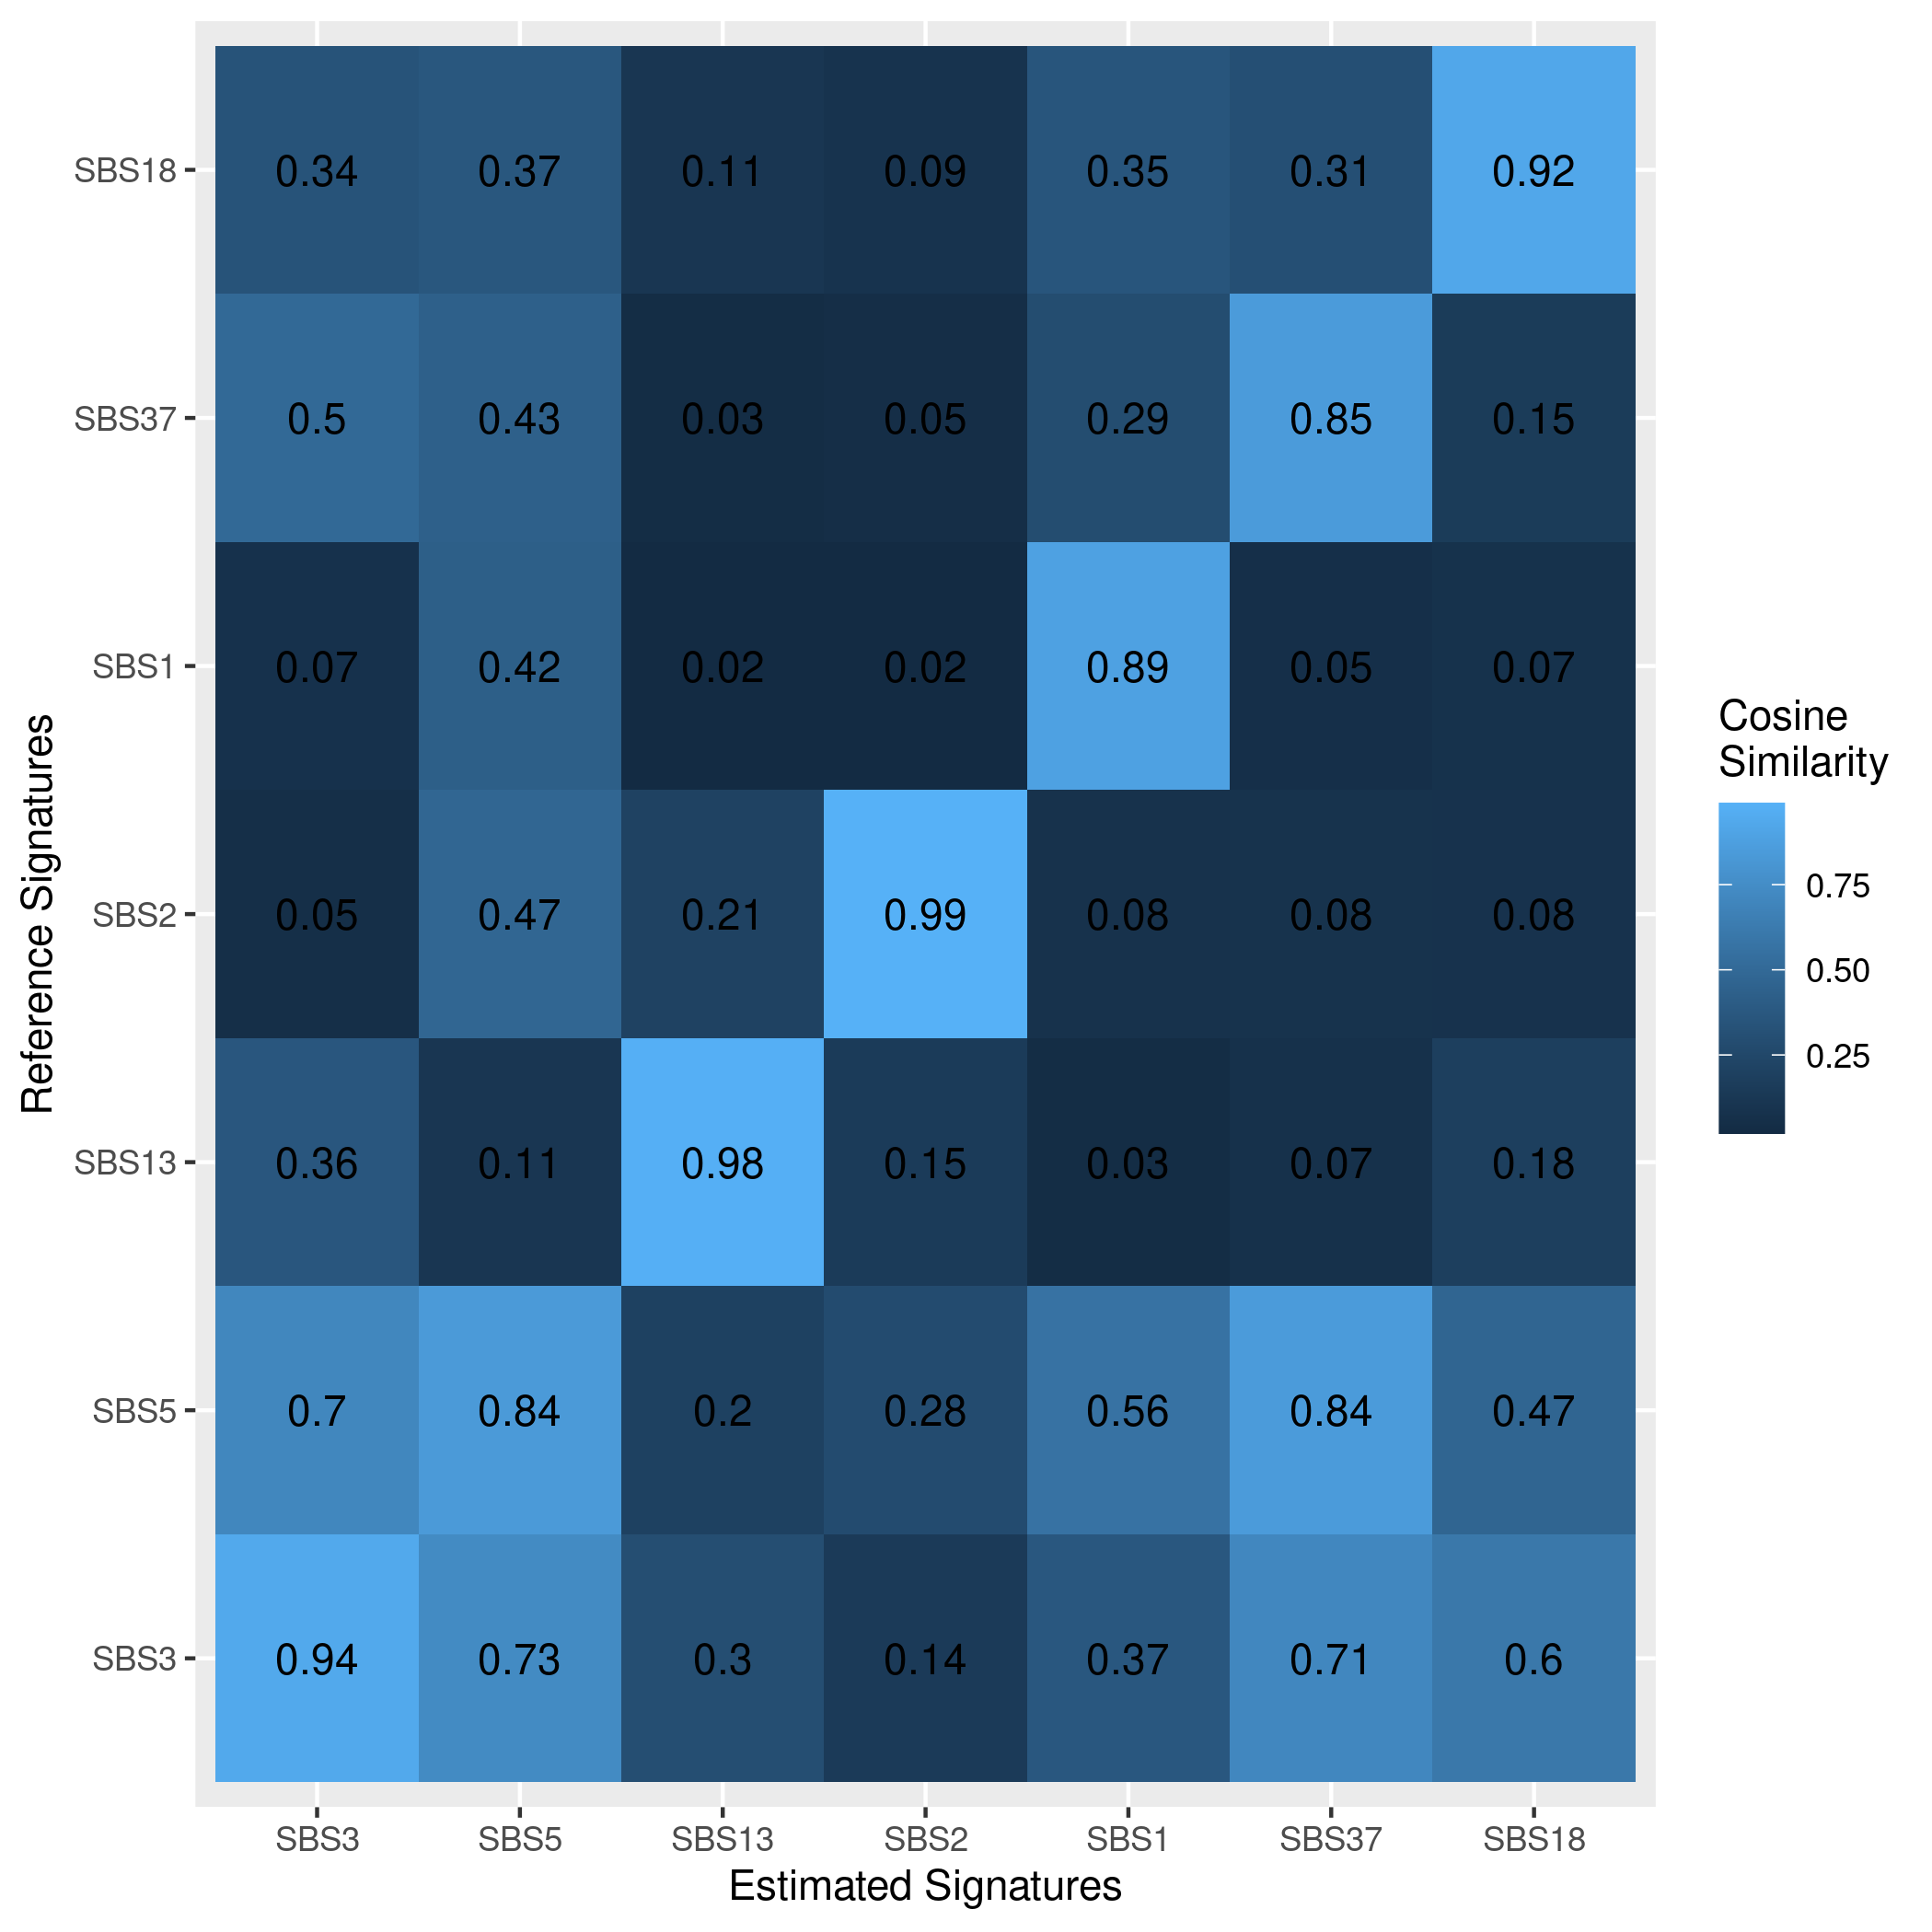 SBS18 0.34 0.37 0.11 0.09 0.35 0.31 0.92
SBS37 0.5 0.43 0.03 0.05 0.29 0.85 0.15
SBS1 0.07 0.42 0.02 0.02 0.89 0.05 0.07
SBS2 0.05 0.47 0.21 0.99 0.08 0.08 0.08
SBS13 0.36 0.11 0.98 0.15 0.03 0.07 0.18
SBS5 0.7 0.84 0.2 0.28 0.56 0.84 0.47
SBS3 0.94 0.73 0.3 0.14 0.37 0.71 0.6
SBS3 SBS5 SBS13 SBS2 SBS1 SBS37 SBS18
Estimated Signatures
Reference Signatures
Cosine
Similarity
0.75
0.50
0.25